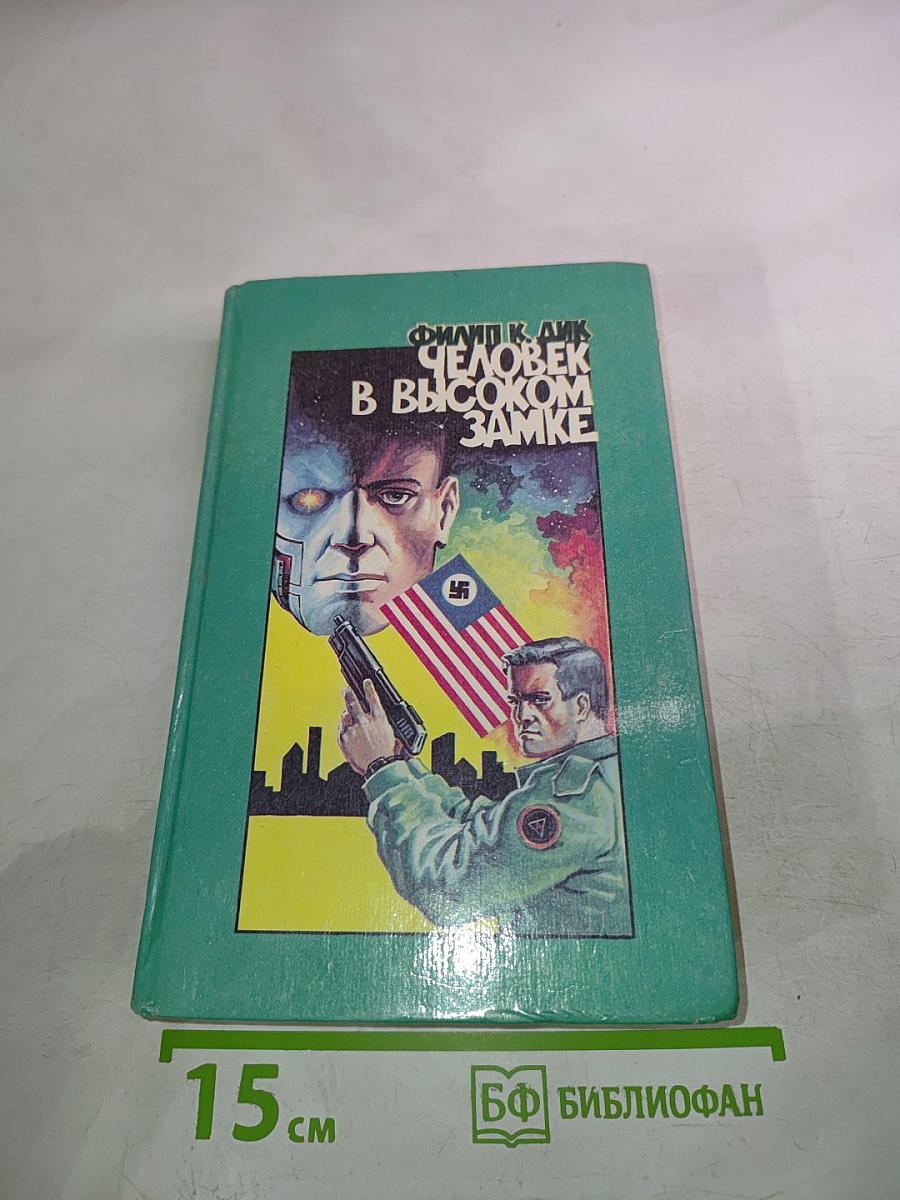 ФИЛИП К. ДИК
ЧЕЛОВЕК
В ВЫСОКОМ
ЗАМКЕ
15 см
БФ БИБЛИОФАН